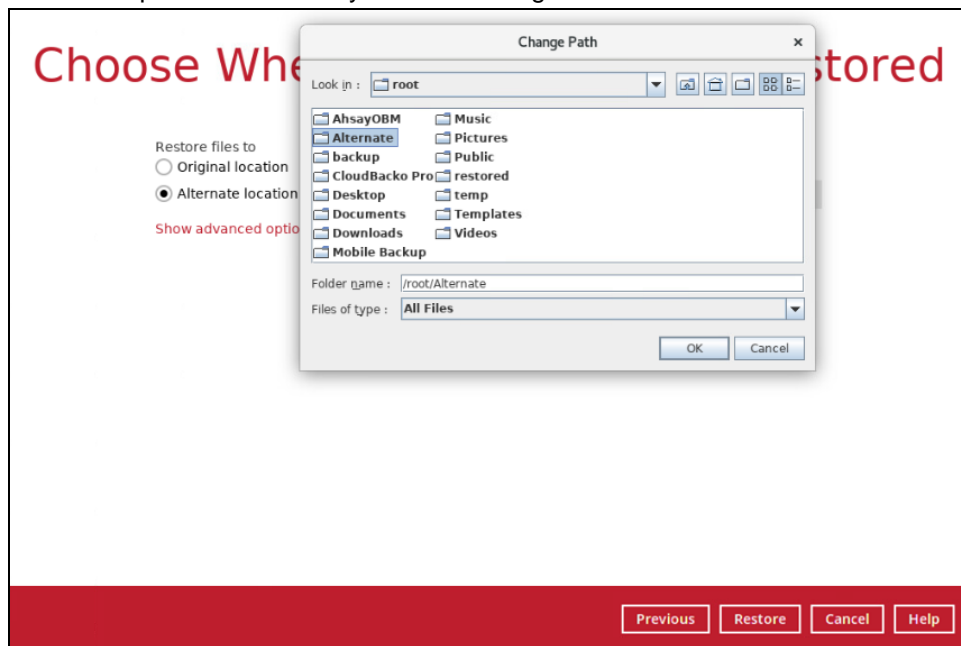 Choose Whe
stored
Restore files to
Original location
Alternate location
Show advanced optio
Change Path
Look in :
root
AhsayOBM
Alternate
backup
CloudBacko Pro
Desktop
Documents
Downloads
Mobile Backup
Music
Pictures
Public
restored
temp
Templates
Videos
Folder name : /root/Alternate
Files of type : All Files
OK Cancel
Previous Restore Cancel Help